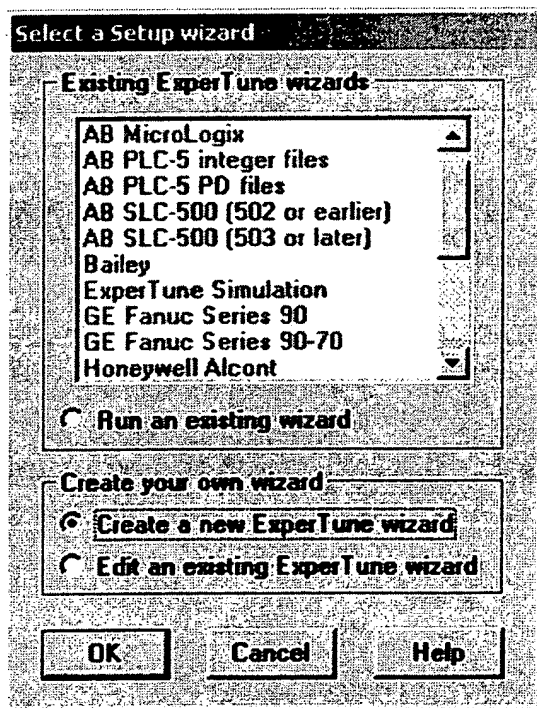 Select a Setup wizard
Existing ExperTune wizards
AB MicroLogix
AB PLC-5 integer files
AB PLC-5 PD files
AB SLC-500 (502 or earlier)
AB SLC-500 (503 or later)
Bailey
ExperTune Simulation
GE Fanuc Series 90
GE Fanuc Series 90-70
Honeywell Alcont
Run an existing wizard
Create your own wizard
Create a new ExperTune wizard
Edit an existing ExperTune wizard
OK Cancel Help